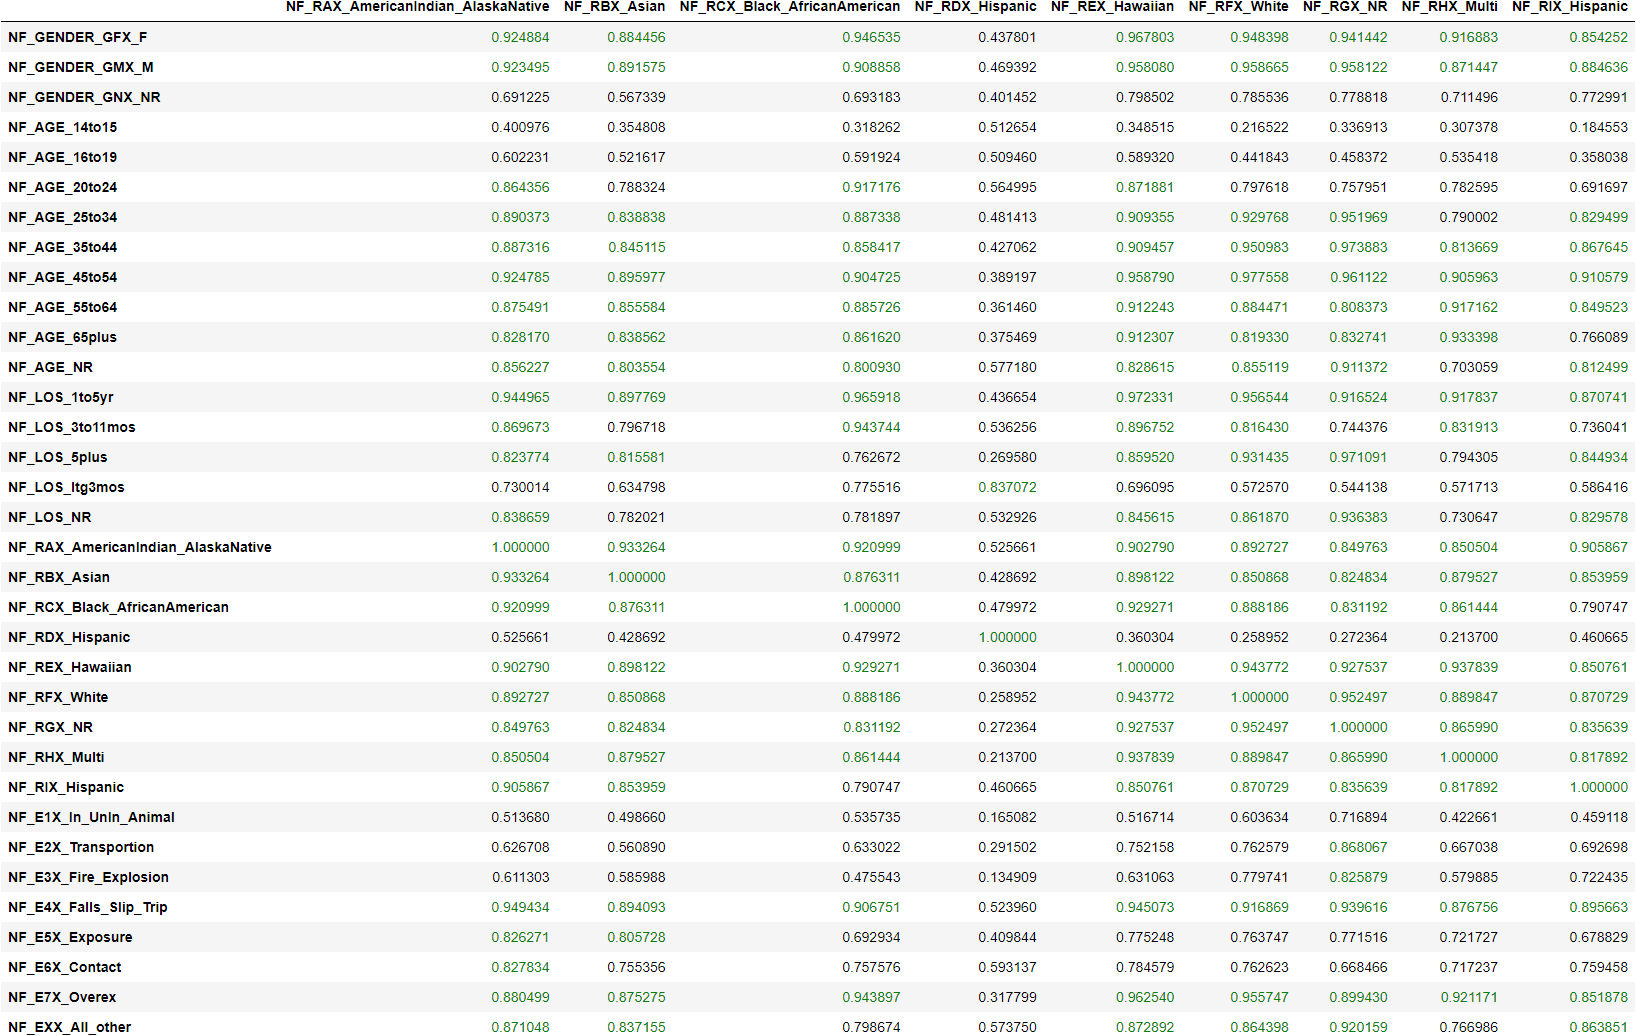 NF_RAX_AmericanIndian_AlaskaNative NF_RBX_Asian NF_RCX_Black_AfricanAmerican NF_RDX_Hispanic NF_REX_Hawaiian NF_RFX_White NF_RGX_NR NF_RHX_Multi NF_RIX_Hispanic
NF_GENDER_GFX_F 0.924884 0.884456 0.946535 0.437801 0.967803 0.948398 0.941442 0.916883 0.854252
NF_GENDER_GMX_M 0.923495 0.891575 0.908858 0.469392 0.958080 0.958665 0.958122 0.871447 0.884636
NF_GENDER_GNX_NR 0.691225 0.567339 0.693183 0.401452 0.798502 0.785536 0.778818 0.711496 0.772991
NF_AGE_14to15 0.400976 0.354808 0.318262 0.512654 0.348515 0.216522 0.336913 0.307378 0.184553
NF_AGE_16to19 0.602231 0.521617 0.591924 0.509460 0.589320 0.441843 0.458372 0.535418 0.358038
NF_AGE_20to24 0.864356 0.788324 0.917176 0.564995 0.871881 0.797618 0.757951 0.782595 0.691697
NF_AGE_25to34 0.890373 0.838838 0.887338 0.481413 0.909355 0.929768 0.951969 0.790002 0.829499
NF_AGE_35to44 0.887316 0.845115 0.858417 0.427062 0.909457 0.950983 0.973883 0.813669 0.867645
NF_AGE_45to54 0.924785 0.895977 0.904725 0.389197 0.958790 0.977558 0.961122 0.905963 0.910579
NF_AGE_55to64 0.875491 0.855584 0.885726 0.361460 0.912243 0.884471 0.808373 0.917162 0.849523
NF_AGE_65plus 0.828170 0.838562 0.861620 0.375469 0.912307 0.819330 0.832741 0.933398 0.766089
NF_AGE_NR 0.856227 0.803554 0.800930 0.577180 0.828615 0.855119 0.911372 0.703059 0.812499
NF_LOS_1to5yr 0.944965 0.897769 0.965918 0.436654 0.972331 0.956544 0.916524 0.917837 0.870741
NF_LOS_3to11mos 0.869673 0.796718 0.943744 0.536256 0.896752 0.816430 0.744376 0.831913 0.736041
NF_LOS_5plus 0.823774 0.815581 0.762672 0.269580 0.859520 0.931435 0.971091 0.794305 0.844934
NF_LOS_ltg3mos 0.730014 0.634798 0.775516 0.837072 0.696095 0.572570 0.544138 0.571713 0.586416
NF_LOS_NR 0.838659 0.782021 0.781897 0.532926 0.845615 0.861870 0.936383 0.730647 0.829578
NF_RAX_AmericanIndian_AlaskaNative 1.000000 0.933264 0.920999 0.525661 0.902790 0.892727 0.849763 0.850504 0.905867
NF_RBX_Asian 0.933264 1.000000 0.876311 0.428692 0.898122 0.850868 0.824834 0.879527 0.853959
NF_RCX_Black_AfricanAmerican 0.920999 0.876311 1.000000 0.479972 0.929271 0.888186 0.831192 0.861444 0.790747
NF_RDX_Hispanic 0.525661 0.428692 0.479972 1.000000 0.360304 0.258952 0.272364 0.213700 0.460665
NF_REX_Hawaiian 0.902790 0.898122 0.929271 0.360304 1.000000 0.943772 0.927537 0.937839 0.850761
NF_RFX_White 0.892727 0.850868 0.888186 0.258952 0.943772 1.000000 0.952497 0.889847 0.870729
NF_RGX_NR 0.849763 0.824834 0.831192 0.272364 0.927537 0.952497 1.000000 0.865990 0.835639
NF_RHX_Multi 0.850504 0.879527 0.861444 0.213700 0.937839 0.889847 0.865990 1.000000 0.817892
NF_RIX_Hispanic 0.905867 0.853959 0.790747 0.460665 0.850761 0.870729 0.835639 0.817892 1.000000
NF_E1X_In_UnIn_Animal 0.513680 0.498660 0.535735 0.165082 0.516714 0.603634 0.716894 0.422661 0.459118
NF_E2X_Transportion 0.626708 0.560890 0.633022 0.291502 0.752158 0.762579 0.868067 0.667038 0.692698
NF_E3X_Fire_Explosion 0.611303 0.585988 0.475543 0.134909 0.631063 0.779741 0.825879 0.579885 0.722435
NF_E4X_Falls_Slip_Trip 0.949434 0.894093 0.906751 0.523960 0.945073 0.916869 0.939616 0.876756 0.895663
NF_E5X_Exposure 0.826271 0.805728 0.692934 0.409844 0.775248 0.763747 0.771516 0.721727 0.678829
NF_E6X_Contact 0.827834 0.755356 0.757576 0.593137 0.784579 0.762623 0.668466 0.717237 0.759458
NF_E7X_Overex 0.880499 0.875275 0.943897 0.317799 0.962540 0.955747 0.899430 0.921171 0.851878
NF_EXX_All_other 0.871048 0.837155 0.798674 0.573750 0.872892 0.864398 0.920159 0.766986 0.863851